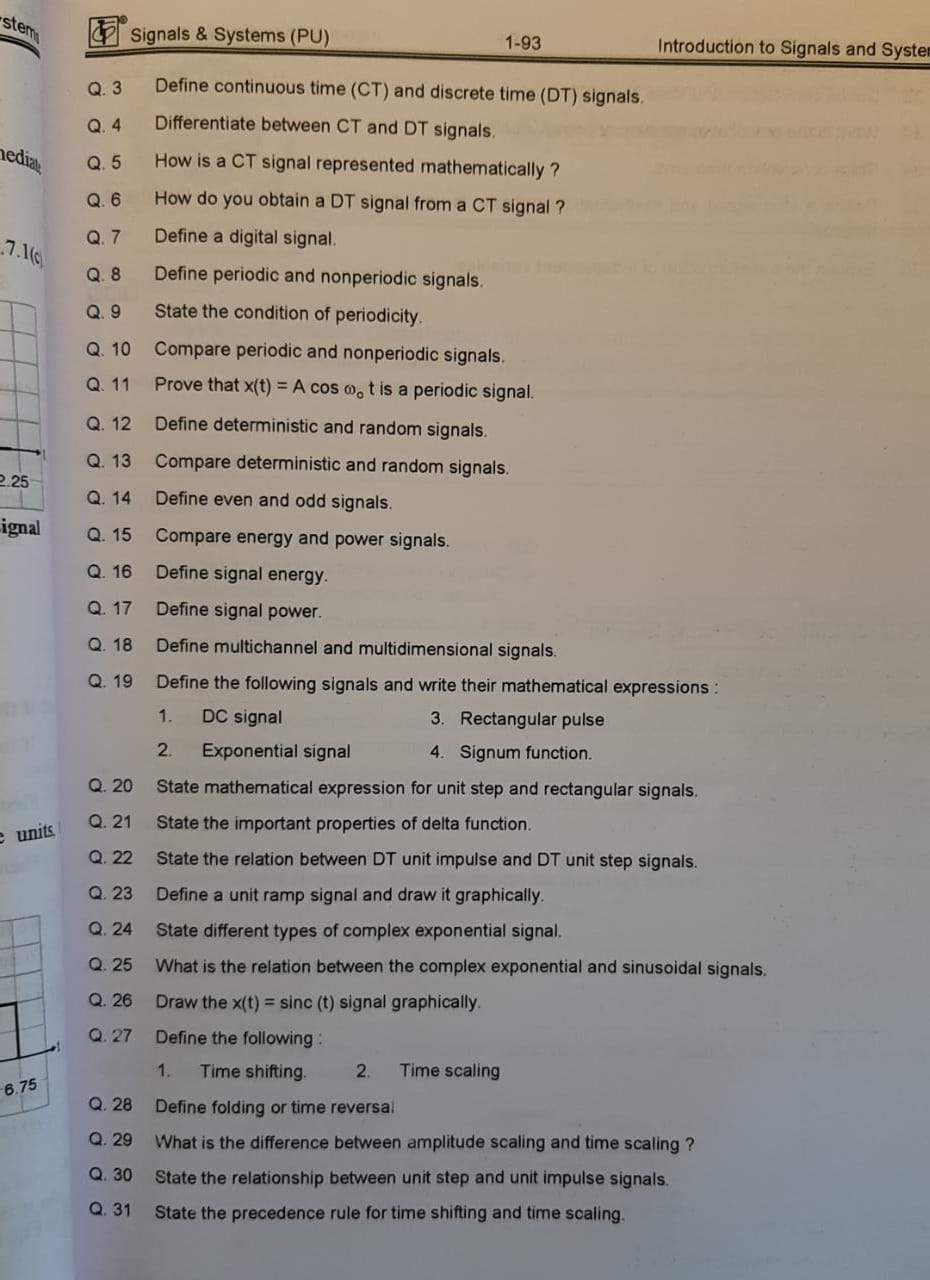 stem
Signals & Systems (PU) 1-93 Introduction to Signals and Syste
Q. 3 Define continuous time (CT) and discrete time (DT) signals.
Q. 4 Differentiate between CT and DT signals.
Q. 5 How is a CT signal represented mathematically ?
Q. 6 How do you obtain a DT signal from a CT signal ?
Q. 7 Define a digital signal.
.7.1(c)
Q. 8 Define periodic and nonperiodic signals.
Q. 9 State the condition of periodicity.
Q. 10 Compare periodic and nonperiodic signals.
Q. 11 Prove that x(t) = A cos ω₀ t is a periodic signal.
Q. 12 Define deterministic and random signals.
t
Q. 13 Compare deterministic and random signals.
2.25
Q. 14 Define even and odd signals.
ignal
Q. 15 Compare energy and power signals.
Q. 16 Define signal energy.
Q. 17 Define signal power.
Q. 18 Define multichannel and multidimensional signals.
Q. 19 Define the following signals and write their mathematical expressions :
1. DC signal 3. Rectangular pulse
2. Exponential signal 4. Signum function.
Q. 20 State mathematical expression for unit step and rectangular signals.
Q. 21 State the important properties of delta function.
e units.
Q. 22 State the relation between DT unit impulse and DT unit step signals.
Q. 23 Define a unit ramp signal and draw it graphically.
Q. 24 State different types of complex exponential signal.
Q. 25 What is the relation between the complex exponential and sinusoidal signals.
Q. 26 Draw the x(t) = sinc (t) signal graphically.
Q. 27 Define the following :
t
1. Time shifting. 2. Time scaling
6.75
Q. 28 Define folding or time reversal
Q. 29 What is the difference between amplitude scaling and time scaling ?
Q. 30 State the relationship between unit step and unit impulse signals.
Q. 31 State the precedence rule for time shifting and time scaling.